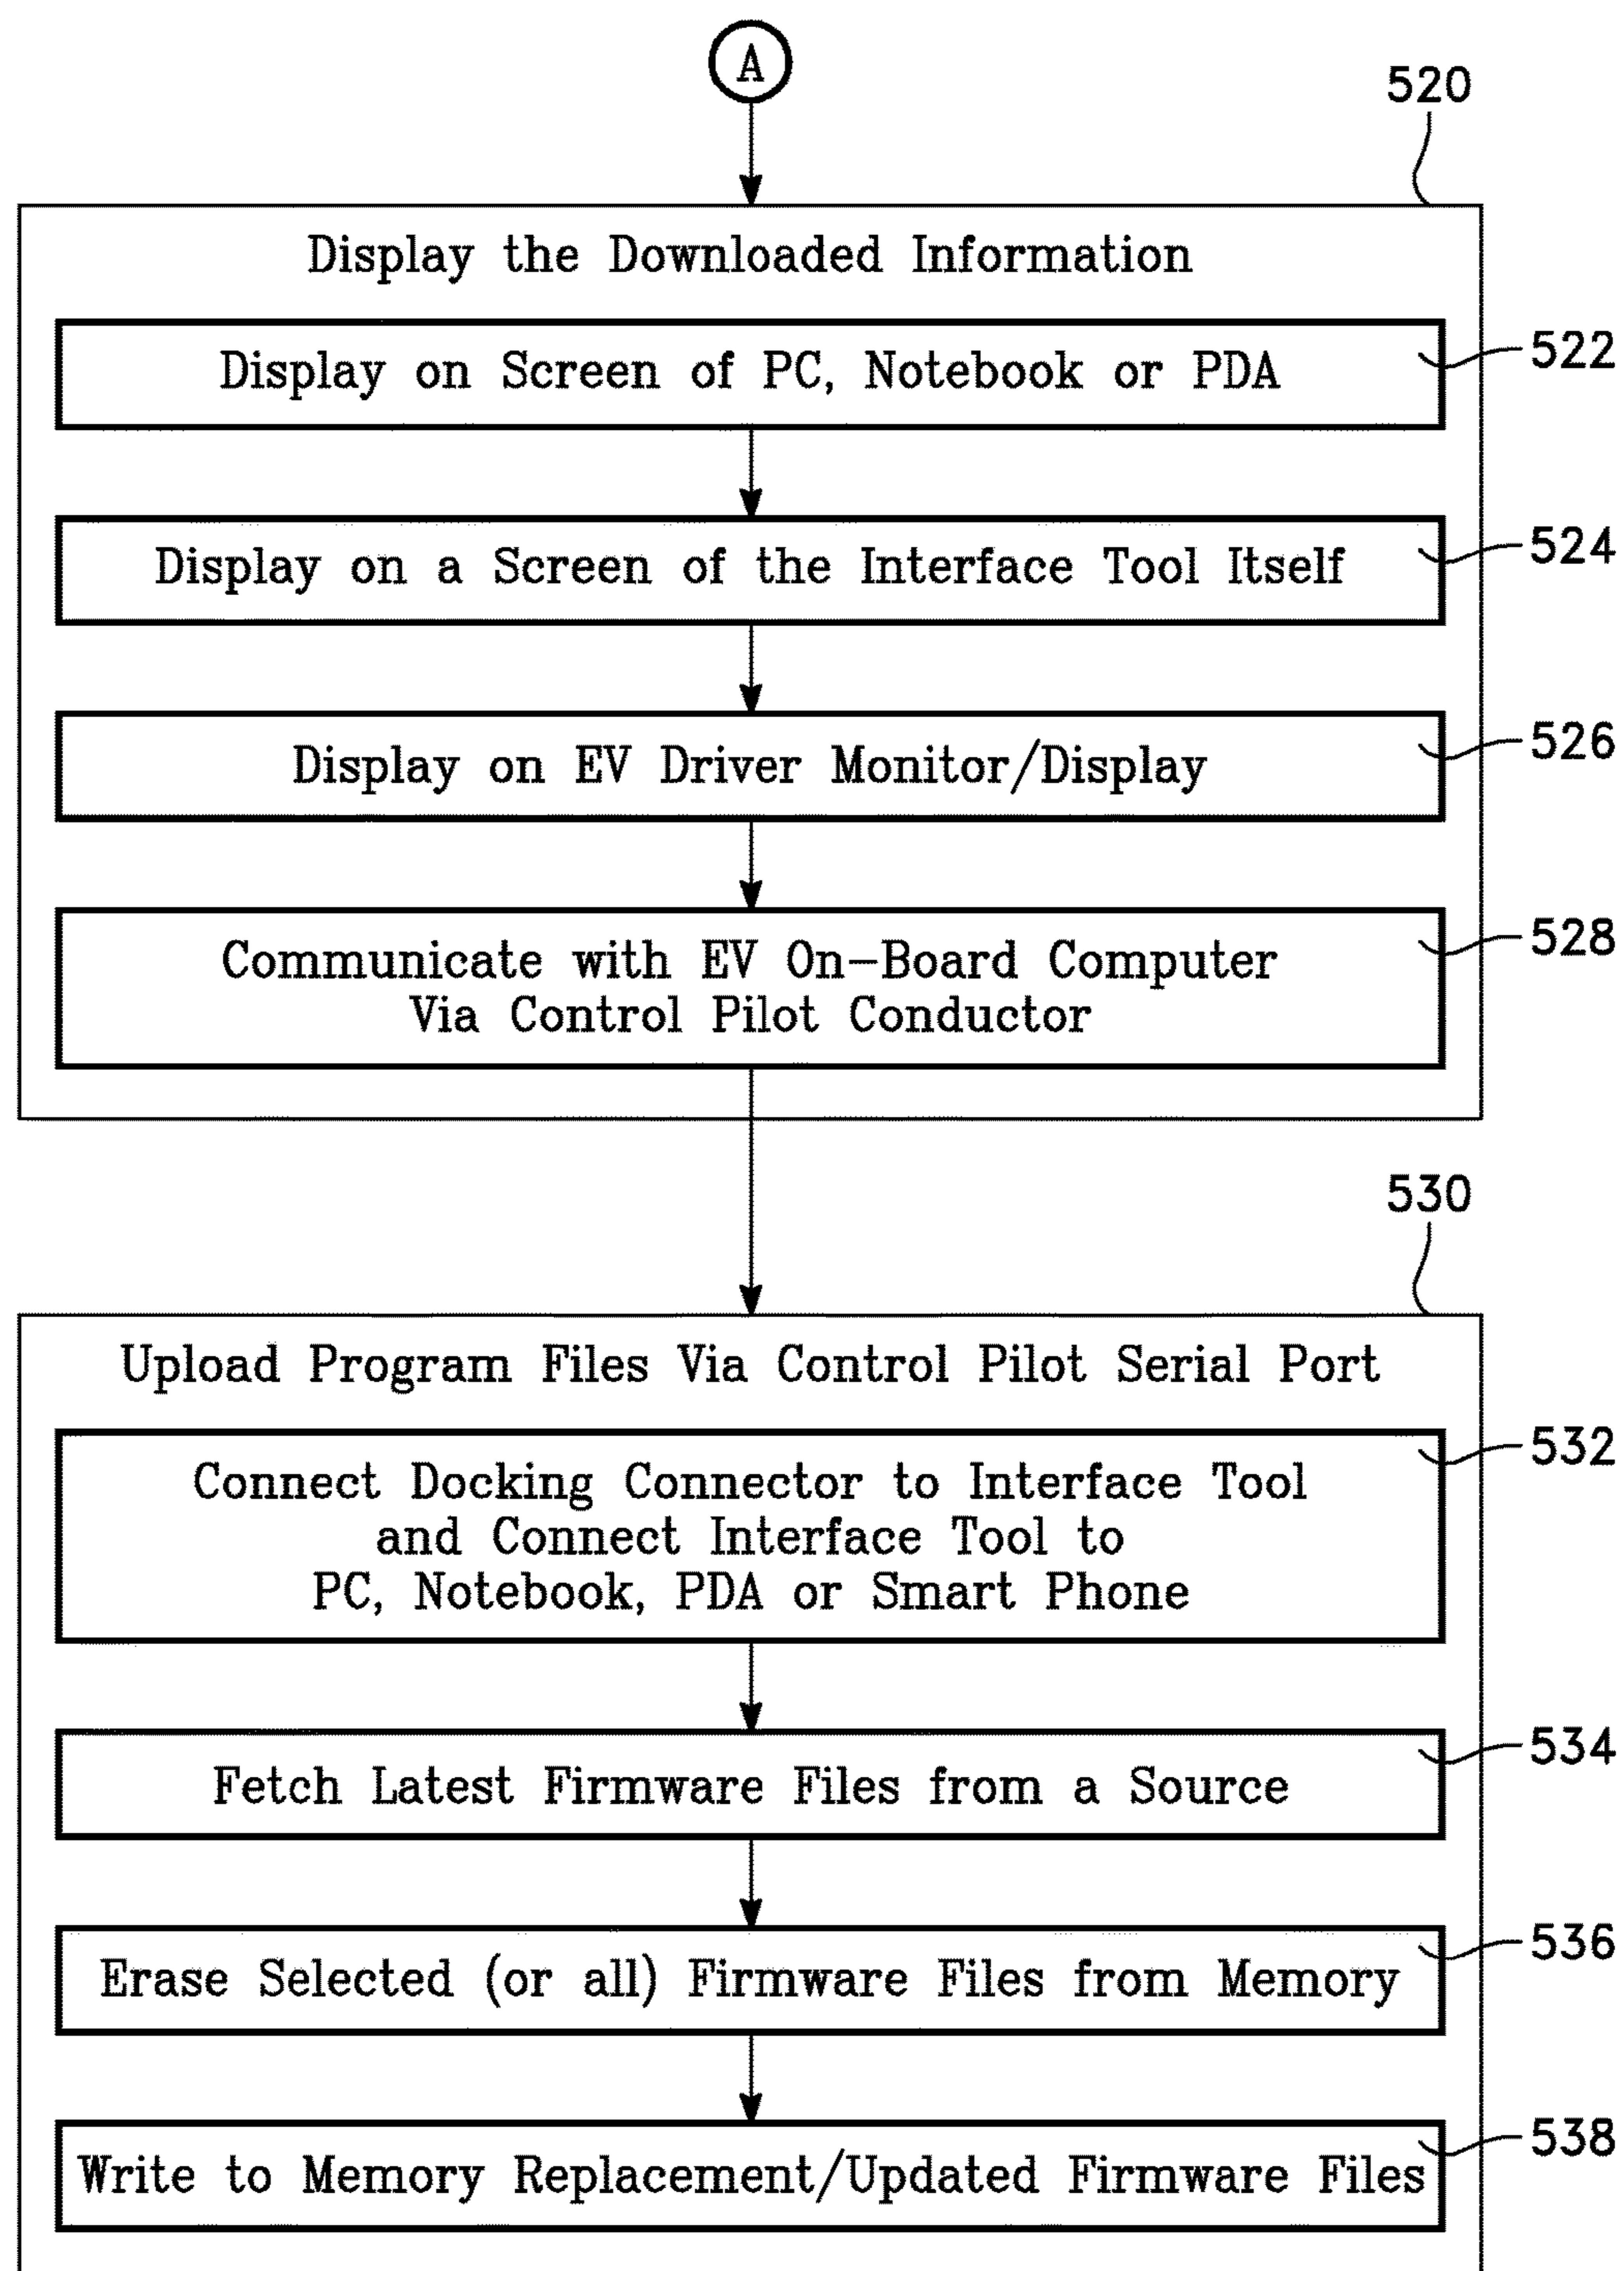 A
520
Display the Downloaded Information
Display on Screen of PC, Notebook or PDA
522
Display on a Screen of the Interface Tool Itself
524
Display on EV Driver Monitor/Display
526
Communicate with EV On-Board Computer
Via Control Pilot Conductor
528
530
Upload Program Files Via Control Pilot Serial Port
Connect Docking Connector to Interface Tool
and Connect Interface Tool to
PC, Notebook, PDA or Smart Phone
532
Fetch Latest Firmware Files from a Source
534
Erase Selected (or all) Firmware Files from Memory
536
Write to Memory Replacement/Updated Firmware Files
538